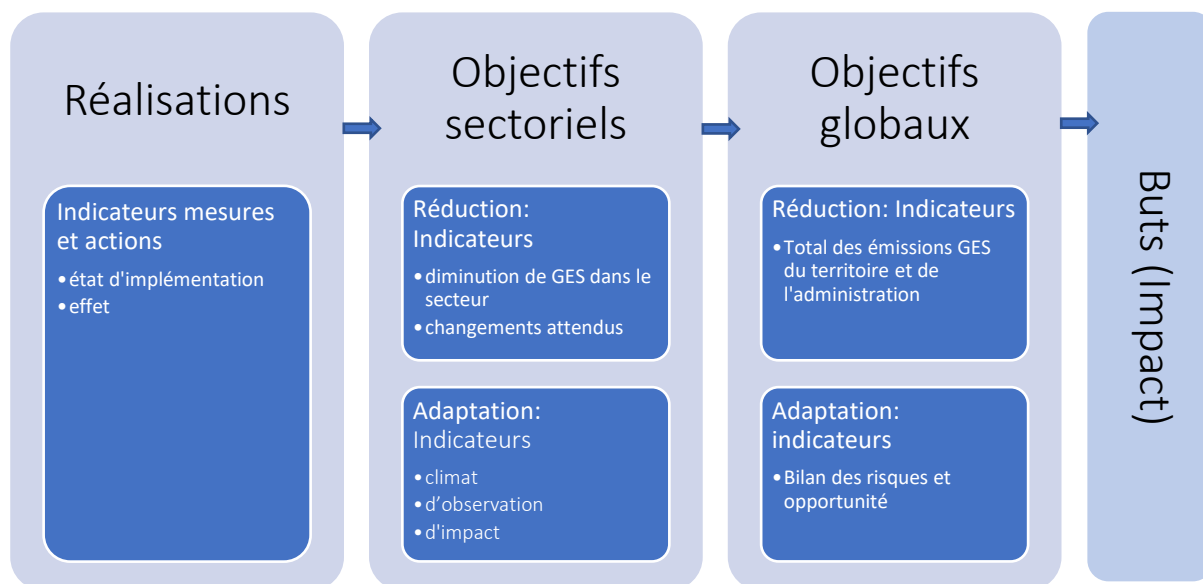 Réalisations
Indicateurs mesures
et actions
•état d'implémentation
•effet
Objectifs
sectoriels
Réduction:
Indicateurs
•diminution de GES dans le
secteur
•changements attendus
Adaptation:
Indicateurs
•climat
•d’observation
•d'impact
Objectifs
globaux
Réduction: Indicateurs
•Total des émissions GES
du territoire et de
l'administration
Adaptation:
indicateurs
•Bilan des risques et
opportunité
Buts (Impact)